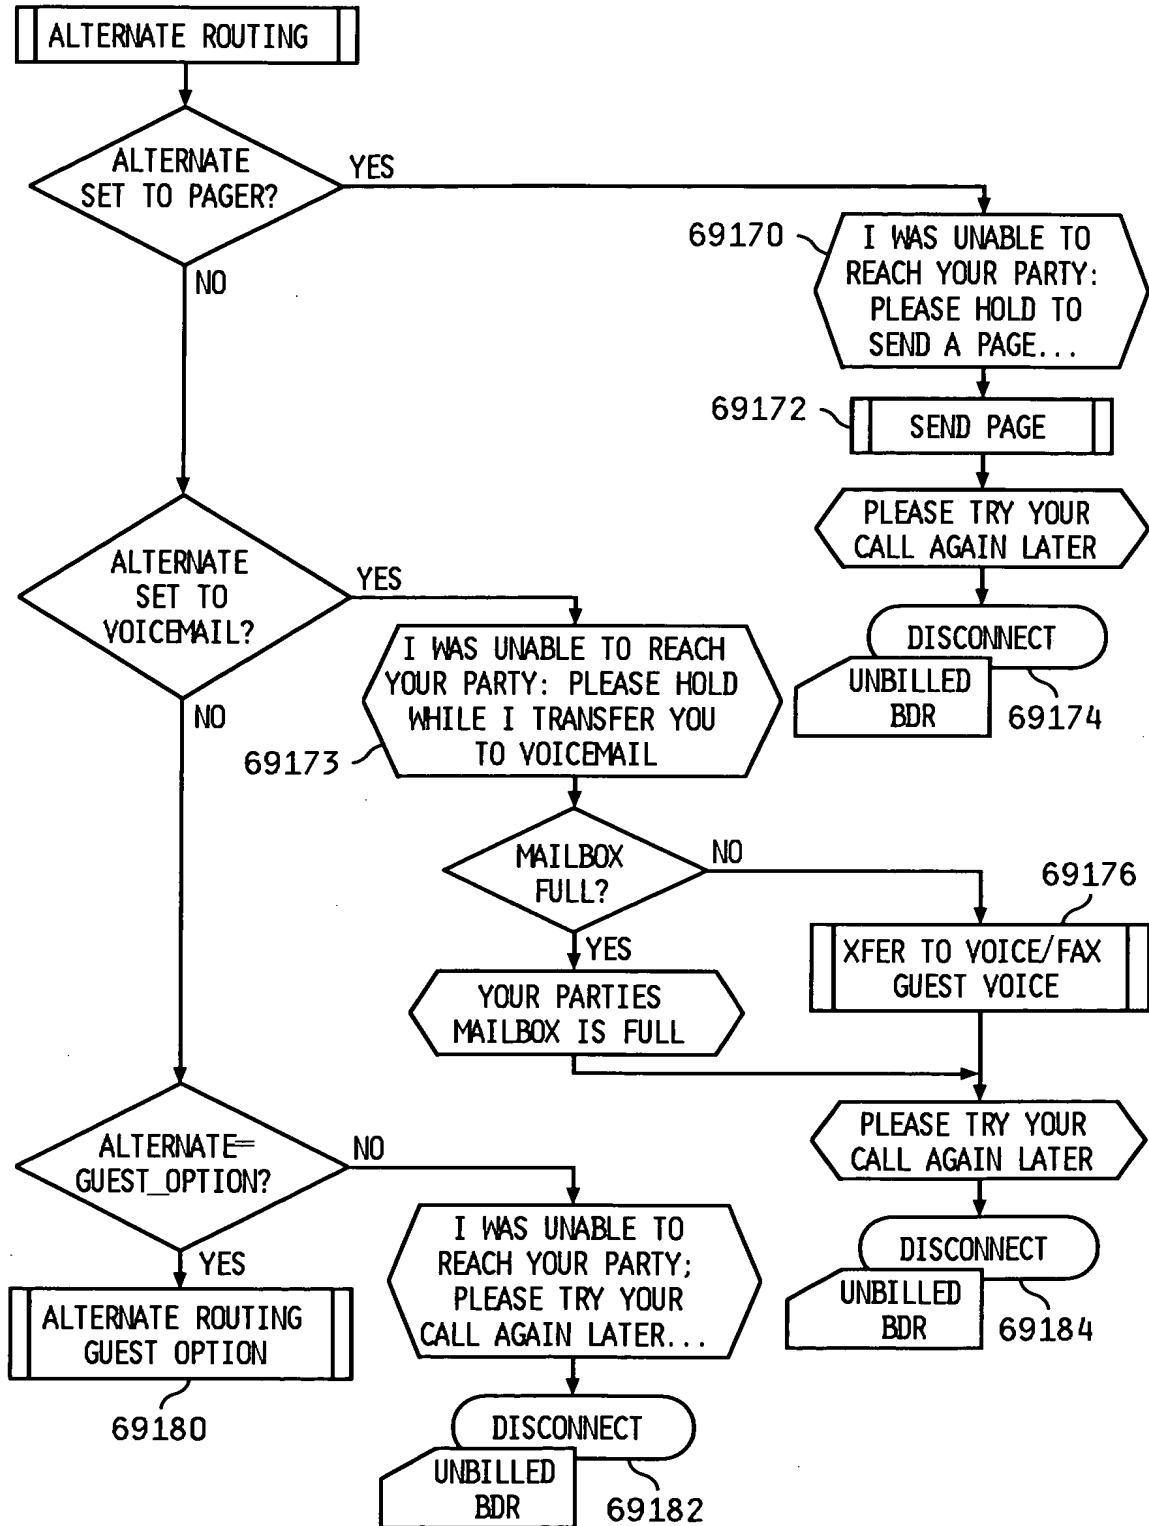 ALTERNATE ROUTING
ALTERNATE
SET TO PAGER?
YES
NO
69170
I WAS UNABLE TO
REACH YOUR PARTY:
PLEASE HOLD TO
SEND A PAGE...
69172
SEND PAGE
PLEASE TRY YOUR
CALL AGAIN LATER
DISCONNECT
UNBILLED
BDR
69174
ALTERNATE
SET TO
VOICEMAIL?
YES
NO
I WAS UNABLE TO REACH
YOUR PARTY: PLEASE HOLD
WHILE I TRANSFER YOU
TO VOICEMAIL
69173
MAILBOX
FULL?
NO
YES
69176
XFER TO VOICE/FAX
GUEST VOICE
YOUR PARTIES
MAILBOX IS FULL
PLEASE TRY YOUR
CALL AGAIN LATER
DISCONNECT
UNBILLED
BDR
69184
ALTERNATE=
GUEST_OPTION?
NO
YES
ALTERNATE ROUTING
GUEST OPTION
69180
I WAS UNABLE TO
REACH YOUR PARTY;
PLEASE TRY YOUR
CALL AGAIN LATER...
DISCONNECT
UNBILLED
BDR
69182